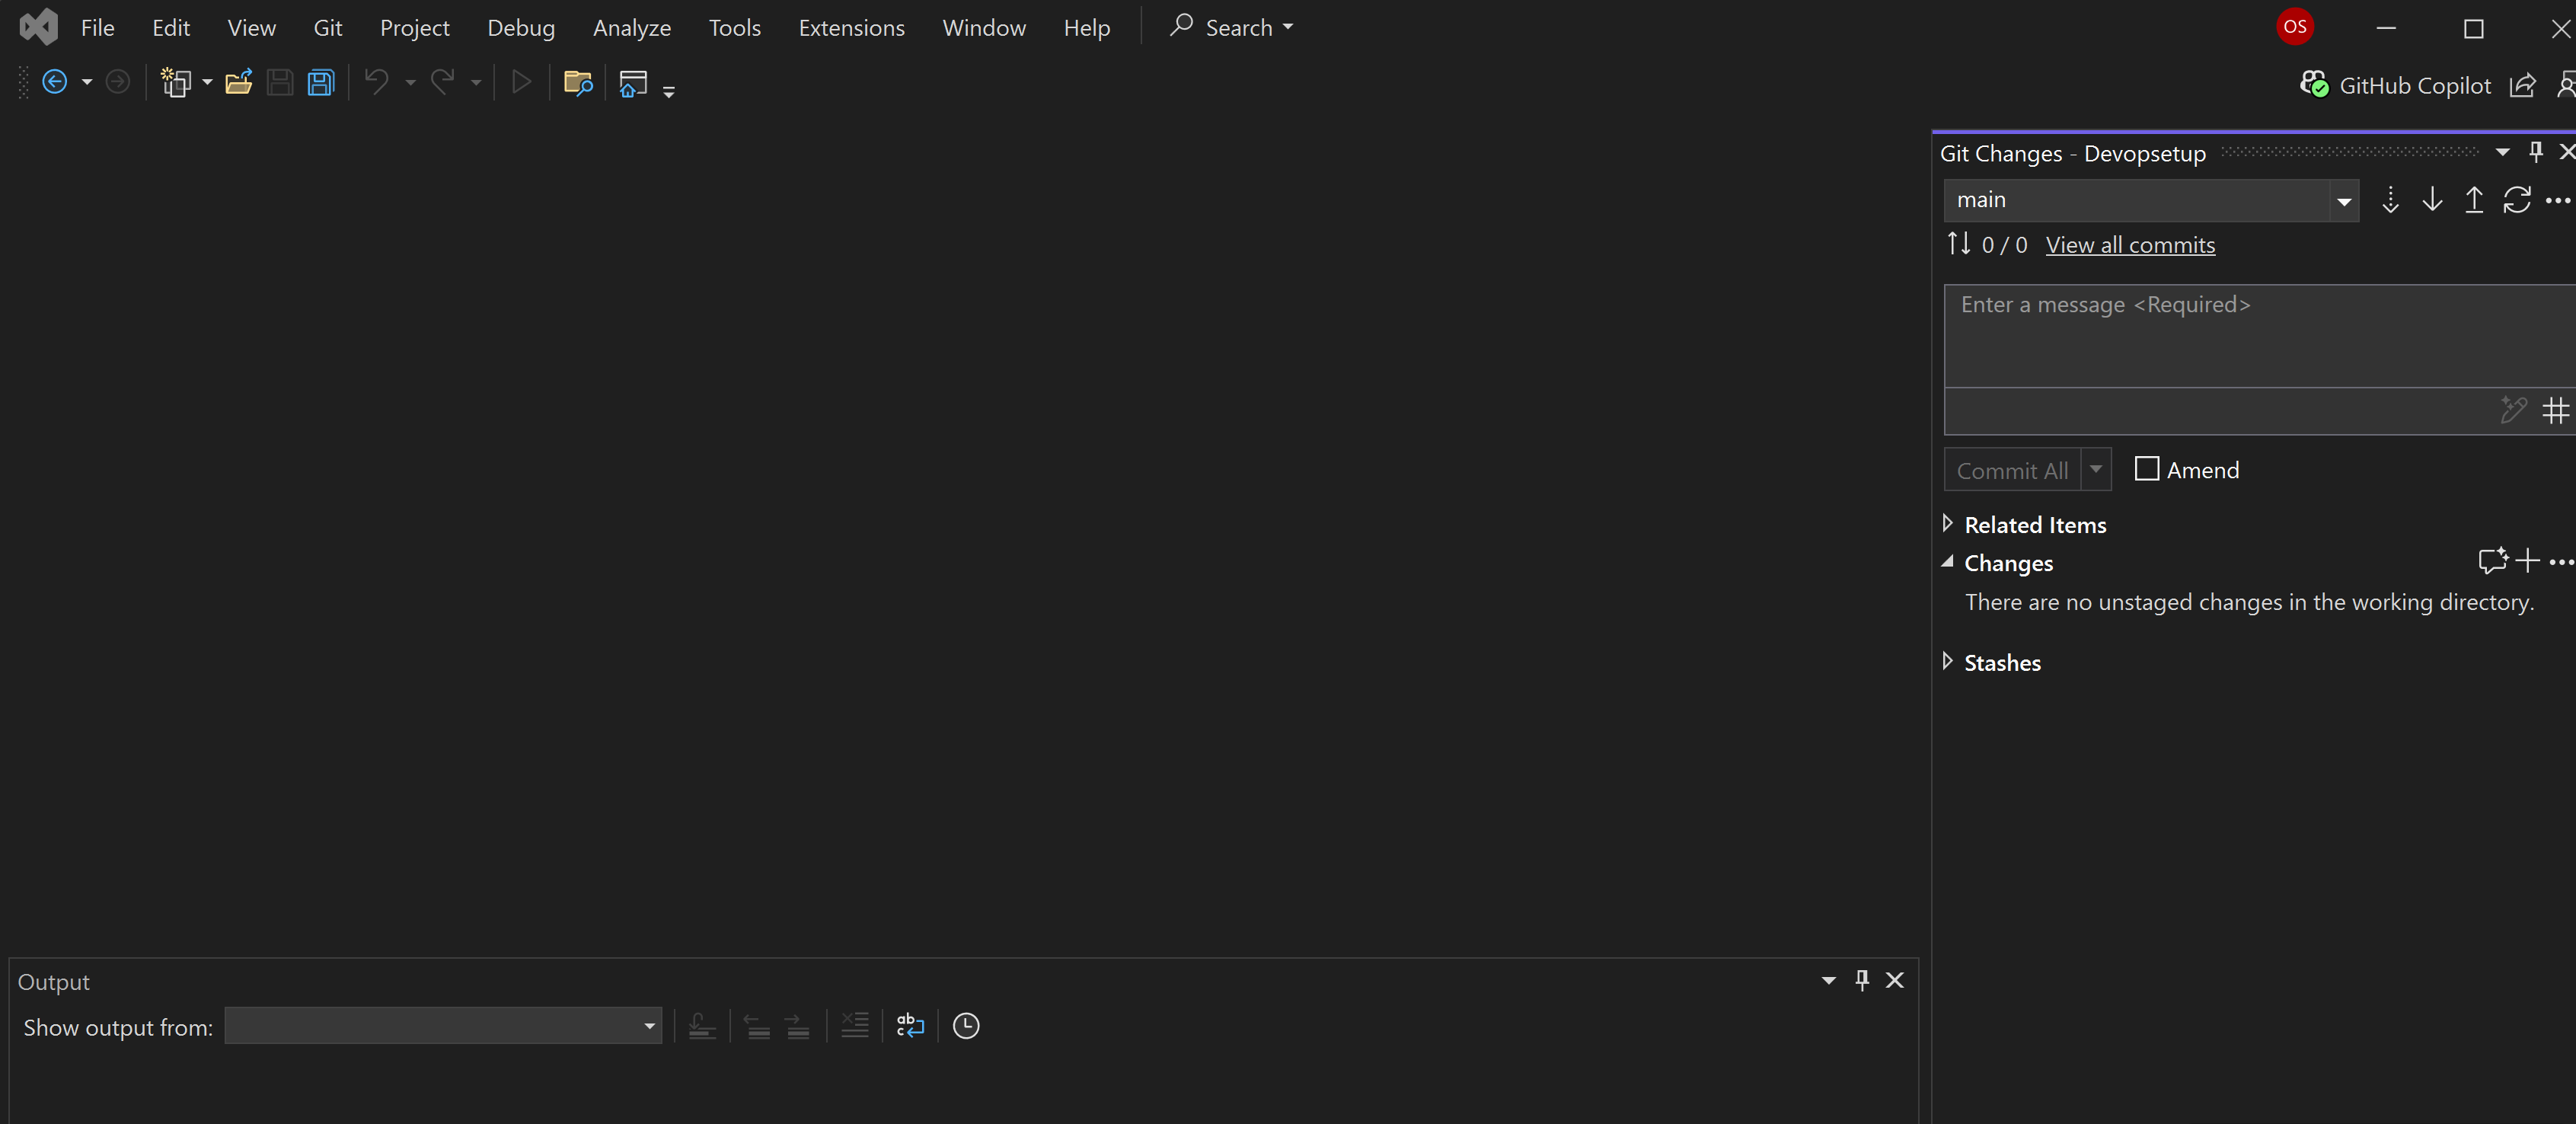 File Edit View Git Project Debug Analyze Tools Extensions Window Help Search OS
GitHub Copilot
Git Changes - Devopsetup
main
0 / 0 View all commits
Enter a message <Required>
Commit All Amend
Related Items
Changes
There are no unstaged changes in the working directory.
Stashes
Output
Show output from:
ab
c